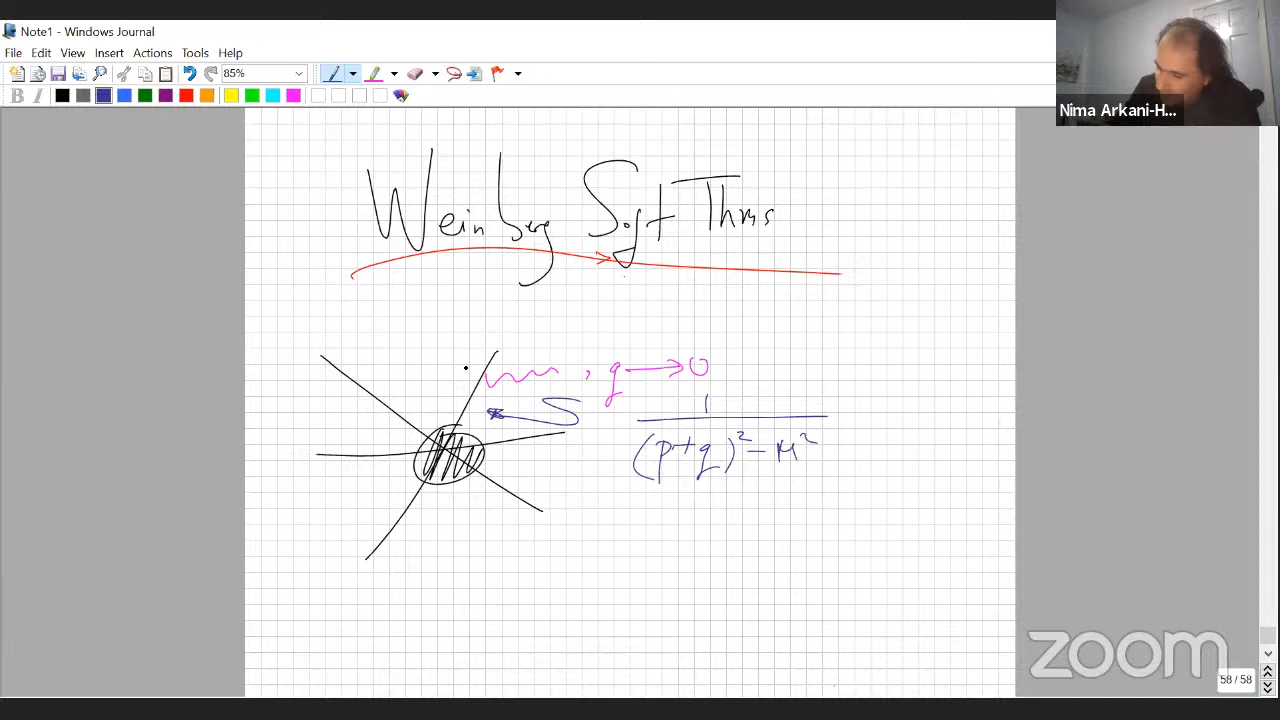 Note1 - Windows Journal
File Edit View Insert Actions Tools Help
85%
B I
Nima Arkani-H...
Weinberg Soft Thms
, q → 0
1
(p+q)² - M²
zoom
58 / 58